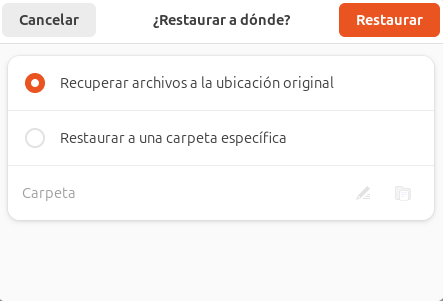 Cancelar
¿Restaurar a dónde?
Restaurar
Recuperar archivos a la ubicación original
Restaurar a una carpeta específica
Carpeta